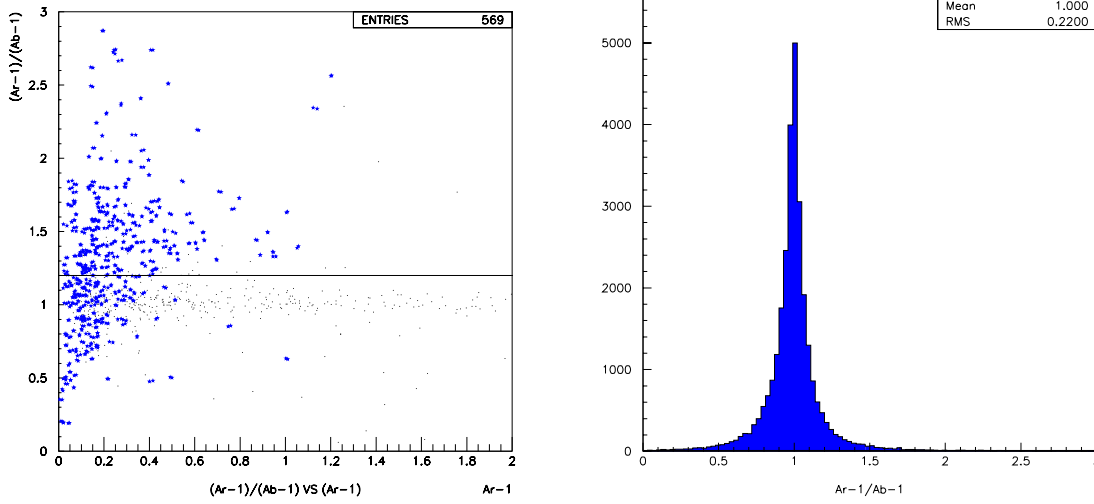 ENTRIES 569
(Ar-1)/(Ab-1)
3
2.5
2
1.5
1
0.5
0
0 0.2 0.4 0.6 0.8 1 1.2 1.4 1.6 1.8 2
(Ar-1)/(Ab-1) VS (Ar-1) Ar-1
Mean 1.000
RMS 0.2200
5000
4000
3000
2000
1000
0
0 0.5 1 1.5 2 2.5
Ar-1/Ab-1